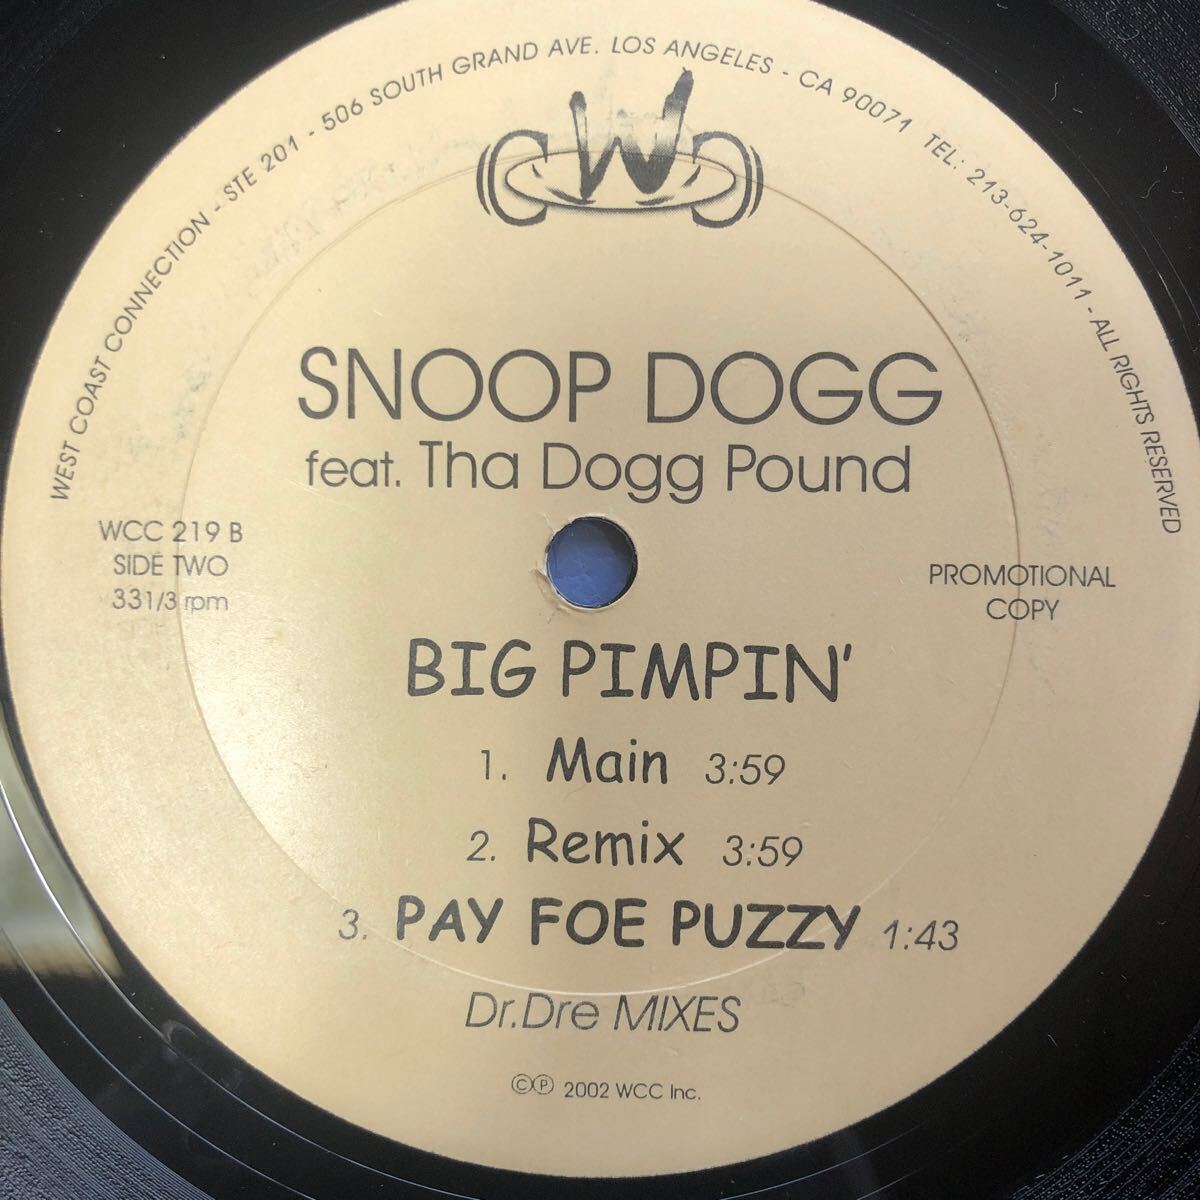 WEST COAST CONNECTION - STE 201 - 506 SOUTH GRAND AVE. LOS ANGELES - CA 90071 TEL: 213-624-1011 - ALL RIGHTS RESERVED
CWC
SNOOP DOGG
feat. Tha Dogg Pound
WCC 219 B
SIDE TWO
331/3 rpm
PROMOTIONAL
COPY
BIG PIMPIN'
1. Main 3:59
2. Remix 3:59
3. PAY FOE PUZZY 1:43
Dr.Dre MIXES
©℗ 2002 WCC Inc.